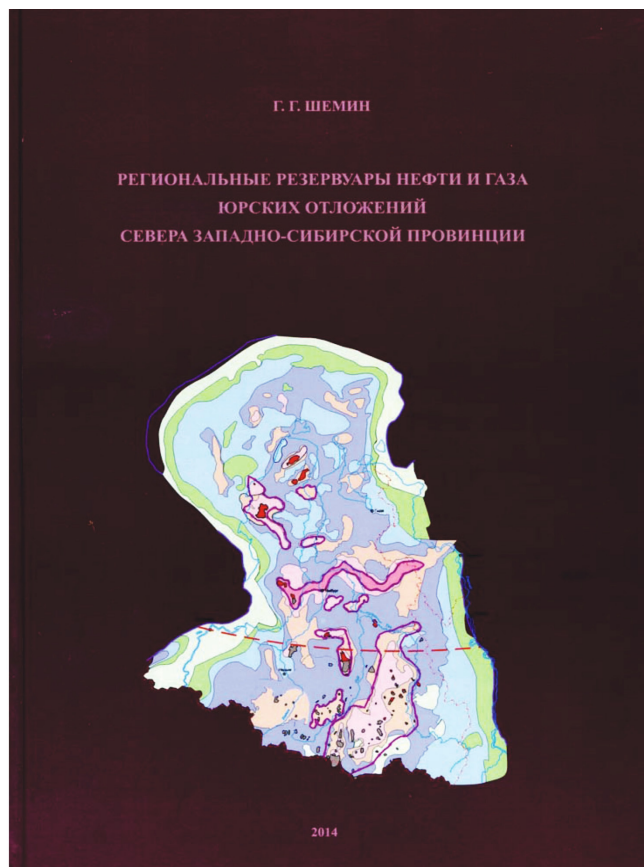 Г. Г. ШЕМИН
РЕГИОНАЛЬНЫЕ РЕЗЕРВУАРЫ НЕФТИ И ГАЗА
ЮРСКИХ ОТЛОЖЕНИЙ
СЕВЕРА ЗАПАДНО-СИБИРСКОЙ ПРОВИНЦИИ
2014